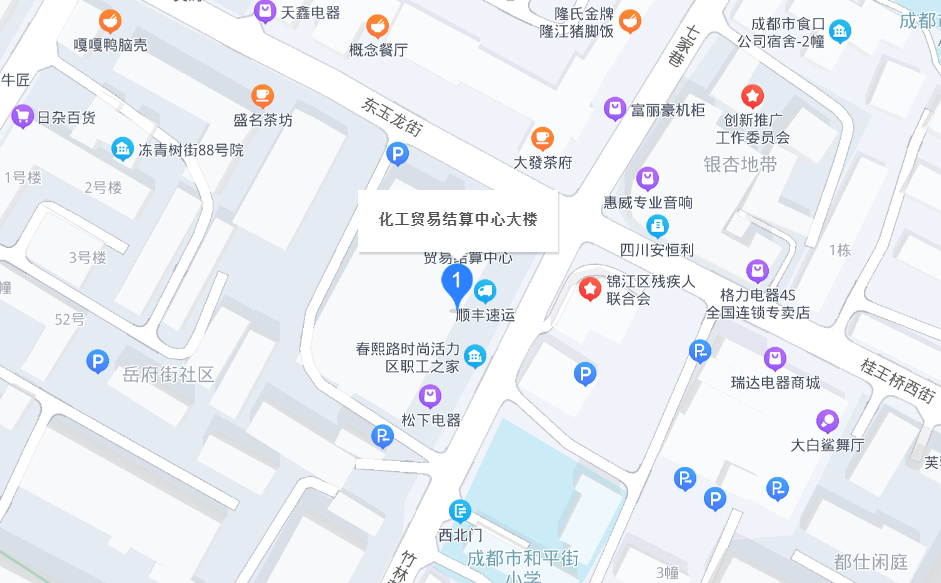 天鑫电器
隆氏金牌
隆江猪脚饭
成都市食口
公司宿舍-2幢
嘎嘎鸭脑壳
概念餐厅
七家巷
牛匠
日杂百货
盛名茶坊
东玉龙街
富丽豪机柜
创新推广
工作委员会
冻青树街88号院
P
大發茶府
银杏地带
1号楼
2号楼
惠威专业音响
化工贸易结算中心大楼
四川安恒利
1栋
3号楼
贸易结算中心
1
锦江区残疾人
联合会
格力电器4S
全国连锁专卖店
幢
52号
顺丰速运
春熙路时尚活力
区职工之家
P
岳府街社区
P
P
瑞达电器商城
桂王桥西街
松下电器
P
大白鲨舞厅
P
P
P
西北门
成都市和平街
小学
竹林
3幢
都仕闲庭